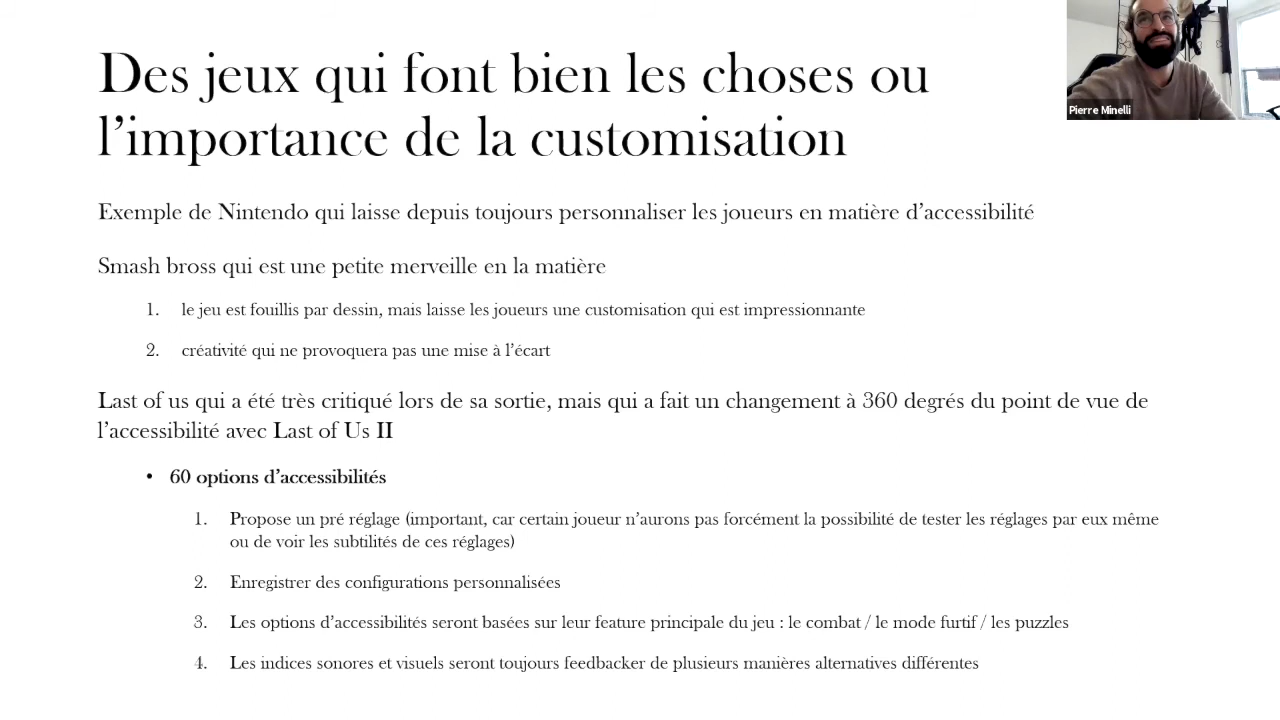 Des jeux qui font bien les choses ou
l'importance de la customisation
Pierre Minelli
Exemple de Nintendo qui laisse depuis toujours personnaliser les joueurs en matière d'accessibilité
Smash bross qui est une petite merveille en la matière
1. le jeu est fouillis par dessin, mais laisse les joueurs une customisation qui est impressionnante
2. créativité qui ne provoquera pas une mise à l'écart
Last of us qui a été très critiqué lors de sa sortie, mais qui a fait un changement à 360 degrés du point de vue de
l'accessibilité avec Last of Us II
• 60 options d'accessibilités
1. Propose un pré réglage (important, car certain joueur n'aurons pas forcément la possibilité de tester les réglages par eux même
ou de voir les subtilités de ces réglages)
2. Enregistrer des configurations personnalisées
3. Les options d'accessibilités seront basées sur leur feature principale du jeu : le combat / le mode furtif / les puzzles
4. Les indices sonores et visuels seront toujours feedbacker de plusieurs manières alternatives différentes